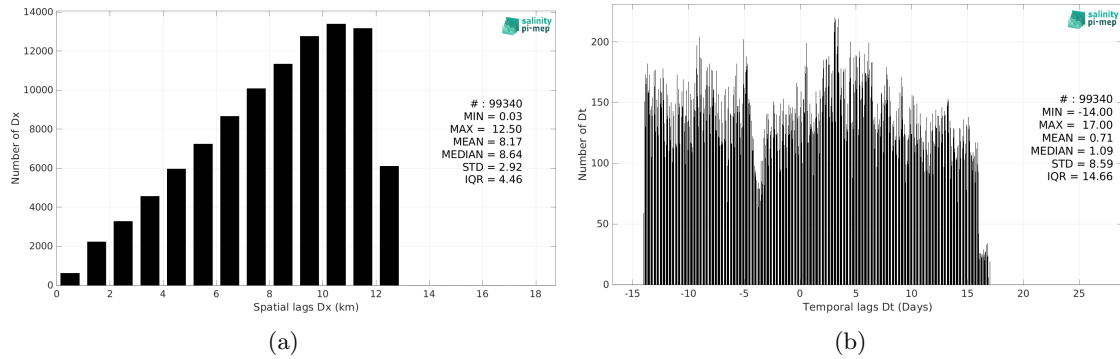 14000
12000
10000
8000
6000
4000
2000
0
Number of Dx
salinity
pi-mep
# : 99340
MIN = 0.03
MAX = 12.50
MEAN = 8.17
MEDIAN = 8.64
STD = 2.92
IQR = 4.46
0 2 4 6 8 10 12 14 16 18
Spatial lags Dx (km)
(a)
200
150
100
50
0
Number of Dt
salinity
pi-mep
# : 99340
MIN = -14.00
MAX = 17.00
MEAN = 0.71
MEDIAN = 1.09
STD = 8.59
IQR = 14.66
-15 -10 -5 0 5 10 15 20 25
Temporal lags Dt (Days)
(b)